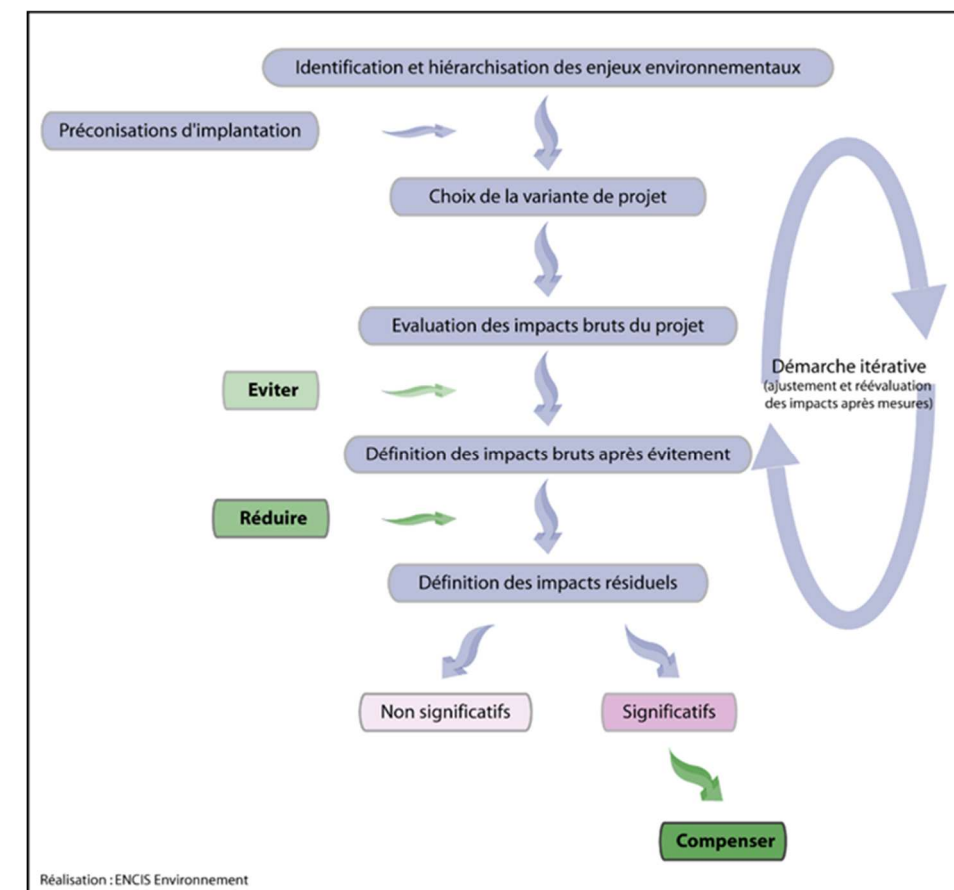 Identification et hiérarchisation des enjeux environnementaux
Préconisations d'implantation
Choix de la variante de projet
Evaluation des impacts bruts du projet
Démarche itérative
(ajustement et réévaluation
des impacts après mesures)
Eviter
Définition des impacts bruts après évitement
Réduire
Définition des impacts résiduels
Non significatifs
Significatifs
Compenser
Réalisation : ENCIS Environnement